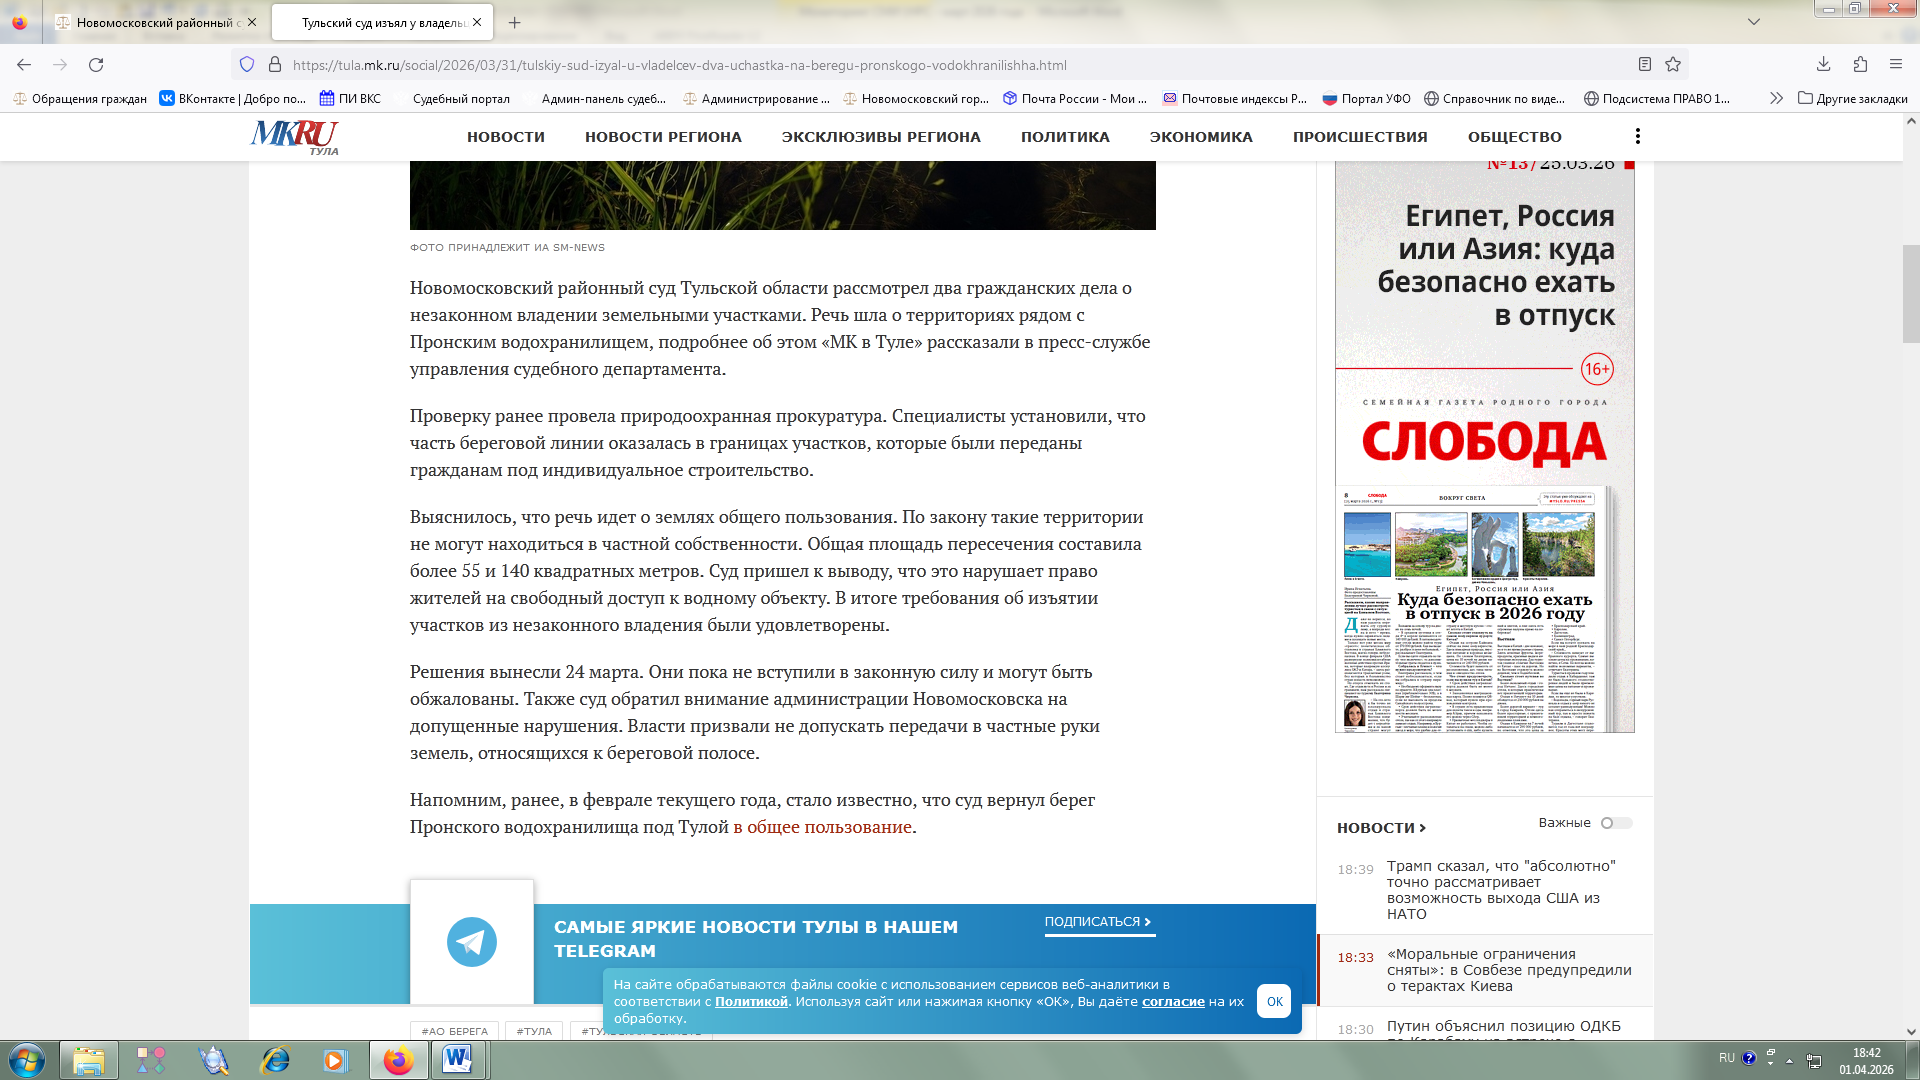 Новомосковский районный с
Тульский суд изъял у владельц
https://tula.mk.ru/social/2026/03/31/tulskiy-sud-izyal-u-vladelcev-dva-uchastka-na-beregu-pronskogo-vodokhranilishha.html
Обращения граждан
ВКонтакте | Добро по...
ПИ ВКС
Судебный портал
Админ-панель судеб...
Администрирование ...
Новомосковский гор...
Почта России - Мои ...
Почтовые индексы Р...
Портал УФО
Справочник по виде...
Подсистема ПРАВО 1...
Другие закладки
MKRU
ТУЛА
НОВОСТИ
НОВОСТИ РЕГИОНА
ЭКСКЛЮЗИВЫ РЕГИОНА
ПОЛИТИКА
ЭКОНОМИКА
ПРОИСШЕСТВИЯ
ОБЩЕСТВО
ФОТО ПРИНАДЛЕЖИТ ИА SM-NEWS
Новомосковский районный суд Тульской области рассмотрел два гражданских дела о
незаконном владении земельными участками. Речь шла о территориях рядом с
Пронским водохранилищем, подробнее об этом «МК в Туле» рассказали в пресс-службе
управления судебного департамента.
Проверку ранее провела природоохранная прокуратура. Специалисты установили, что
часть береговой линии оказалась в границах участков, которые были переданы
гражданам под индивидуальное строительство.
Выяснилось, что речь идет о землях общего пользования. По закону такие территории
не могут находиться в частной собственности. Общая площадь пересечения составила
более 55 и 140 квадратных метров. Суд пришел к выводу, что это нарушает право
жителей на свободный доступ к водному объекту. В итоге требования об изъятии
участков из незаконного владения были удовлетворены.
Решения вынесли 24 марта. Они пока не вступили в законную силу и могут быть
обжалованы. Также суд обратил внимание администрации Новомосковска на
допущенные нарушения. Власти призвали не допускать передачи в частные руки
земель, относящихся к береговой полосе.
Напомним, ранее, в феврале текущего года, стало известно, что суд вернул берег
Пронского водохранилища под Тулой в общее пользование.
САМЫЕ ЯРКИЕ НОВОСТИ ТУЛЫ В НАШЕМ
TELEGRAM
ПОДПИСАТЬСЯ
На сайте обрабатываются файлы cookie с использованием сервисов веб-аналитики в
соответствии с Политикой. Используя сайт или нажимая кнопку «ОК», Вы даёте согласие на их
обработку.
ОК
#АО БЕРЕГА
#ТУЛА
№13 / 25.03.26
Египет, Россия
или Азия: куда
безопасно ехать
в отпуск
16+
СЕМЕЙНАЯ ГАЗЕТА РОДНОГО ГОРОДА
СЛОБОДА
8
СЛОБОДА
ВОКРУГ СВЕТА
Египет, Россия или Азия
Куда безопасно ехать
в отпуск в 2026 году
НОВОСТИ
Важные
18:39
Трамп сказал, что "абсолютно"
точно рассматривает
возможность выхода США из
НАТО
18:33
«Моральные ограничения
сняты»: в Совбезе предупредили
о терактах Киева
18:30
Путин объяснил позицию ОДКБ
RU
18:42
01.04.2026